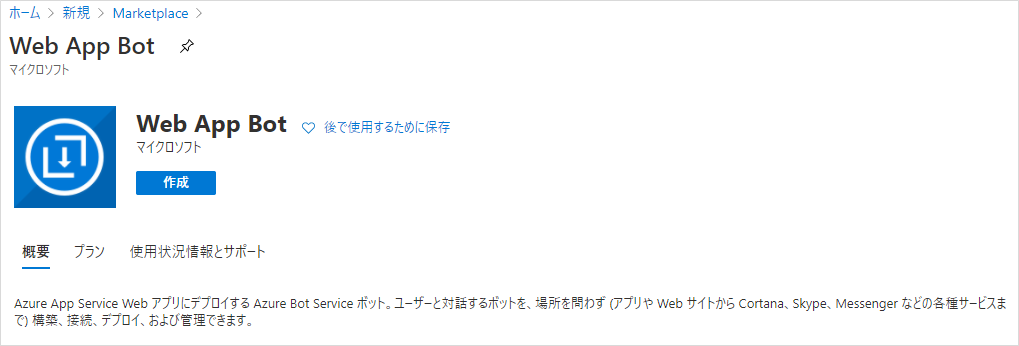 ホーム > 新規 > Marketplace >
Web App Bot
マイクロソフト
Web App Bot
後で使用するために保存
マイクロソフト
作成
概要 プラン 使用状況情報とサポート
Azure App Service Web アプリにデプロイする Azure Bot Service ボット。ユーザーと対話するボットを、場所を問わず (アプリや Web サイトから Cortana、Skype、Messenger などの各種サービスま
で) 構築、接続、デプロイ、および管理できます。